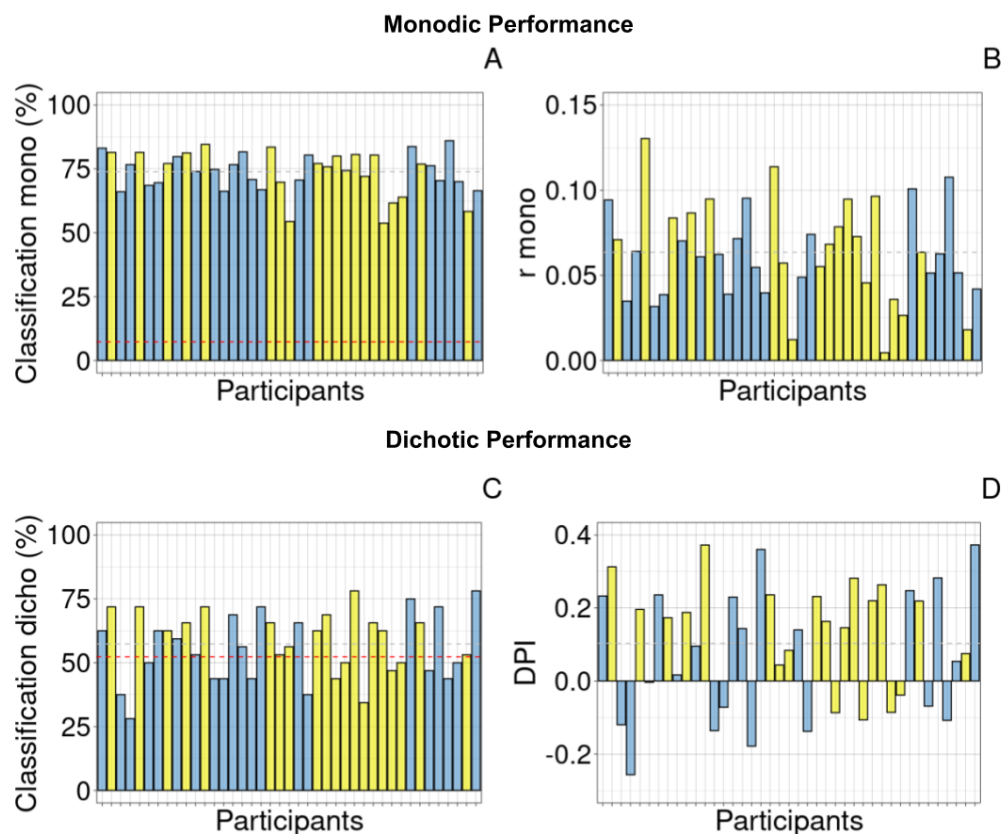 Monodic Performance
A
B
Classification mono (%)
100
75
50
25
0
Participants
r mono
0.15
0.10
0.05
0.00
Participants
Dichotic Performance
C
D
Classification dicho (%)
100
75
50
25
0
Participants
DPI
0.4
0.2
0.0
-0.2
Participants